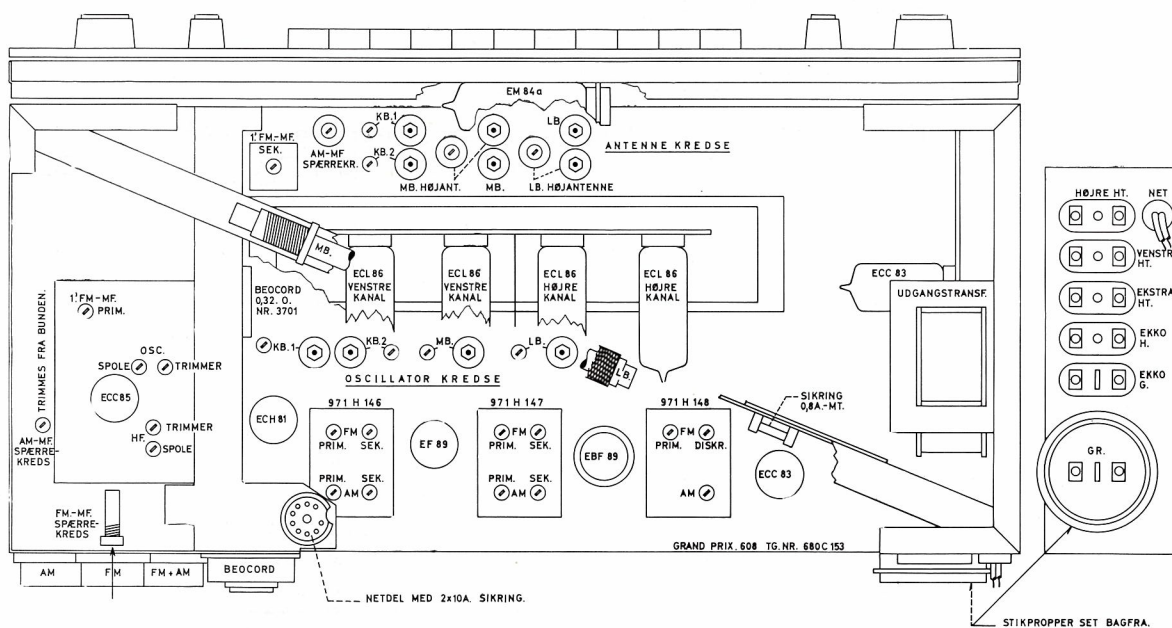 EM 84a
KB.1
LB
1! FM.-MF.
SEK.
AM-MF
SPÆRREKR.
KB.2
ANTENNE KREDSE
MB. HØJANT.
MB.
LB. HØJANTENNE
HØJRE HT.
NET
MB.
VENSTRE
HT.
ECL 86
VENSTRE
KANAL
ECL 86
VENSTRE
KANAL
ECL 86
HØJRE
KANAL
ECL 86
HØJRE
KANAL
ECC 83
BEOCORD
0,32. O.
NR. 3701
UDGANGSTRANSF.
EKSTRA
HT.
1! FM-MF.
PRIM.
TRIMMES FRA BUNDEN.
EKKO
H.
OSC.
SPOLE
TRIMMER
KB.1
KB.2
MB.
LB.
LB
EKKO
G.
OSCILLATOR KREDSE
ECC 85
971 H 146
971 H 147
971 H 148
SIKRING
0,8A.-MT.
ECH 81
TRIMMER
HF.
SPOLE
AM-MF.
SPÆRRE-
KREDS
FM
PRIM. SEK.
EF 89
FM
PRIM. SEK.
EBF 89
FM
PRIM. DISKR.
GR.
ECC 83
PRIM. SEK.
AM
PRIM. SEK.
AM
AM
FM.-MF.
SPÆRRE-
KREDS
GRAND PRIX. 608 TG. NR. 680C153
AM
FM
FM + AM
BEOCORD
NETDEL MED 2x10A. SIKRING.
STIKPROPPER SET BAGFRA.